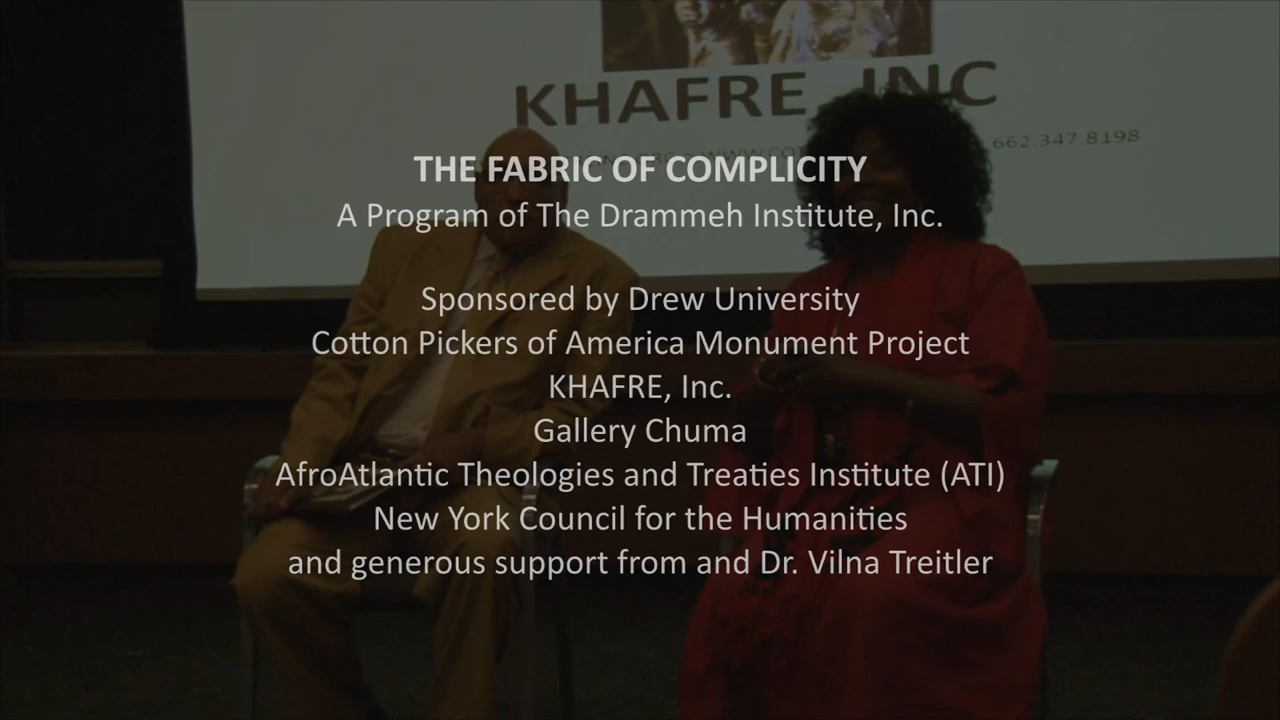 KHAFRE INC
662 347 8198
THE FABRIC OF COMPLICITY
A Program of The Drammeh Institute, Inc.
Sponsored by Drew University
Cotton Pickers of America Monument Project
KHAFRE, Inc.
Gallery Chuma
AfroAtlantic Theologies and Treaties Institute (ATI)
New York Council for the Humanities
and generous support from and Dr. Vilna Treitler